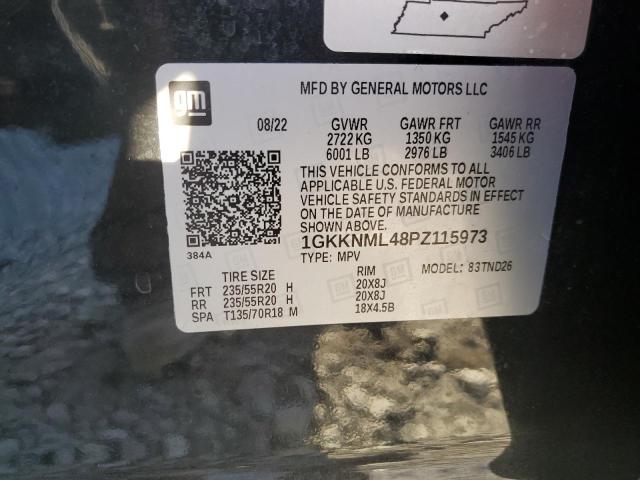 gm
MFD BY GENERAL MOTORS LLC
08/22 GVWR GAWR FRT GAWR RR
2722 KG 1350 KG 1545 KG
6001 LB 2976 LB 3406 LB
THIS VEHICLE CONFORMS TO ALL
APPLICABLE U.S. FEDERAL MOTOR
VEHICLE SAFETY STANDARDS IN EFFECT
ON THE DATE OF MANUFACTURE
SHOWN ABOVE.
384A
1GKKNML48PZ115973
TYPE: MPV MODEL: 83TND26
TIRE SIZE RIM
FRT 235/55R20 H 20X8J
RR 235/55R20 H 20X8J
SPA T135/70R18 M 18X4.5B